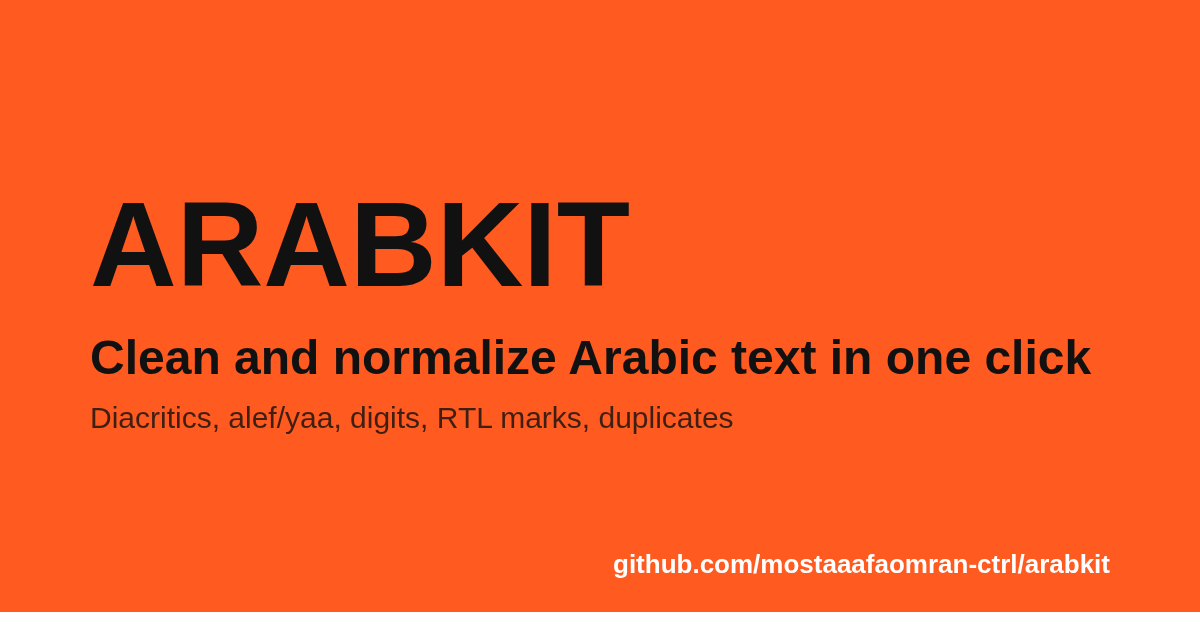 ARABKIT
Clean and normalize Arabic text in one click
Diacritics, alef/yaa, digits, RTL marks, duplicates
github.com/mostaaafaomran-ctrl/arabkit